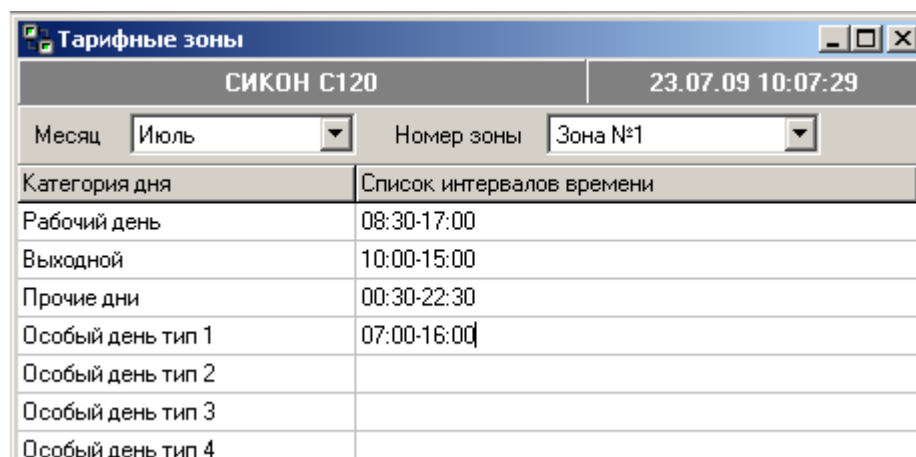 Тарифные зоны
СИКОН С120 23.07.09 10:07:29
Месяц Июль Номер зоны Зона №1
Категория дня Список интервалов времени
Рабочий день 08:30-17:00
Выходной 10:00-15:00
Прочие дни 00:30-22:30
Особый день тип 1 07:00-16:00
Особый день тип 2
Особый день тип 3
Особый день тип 4